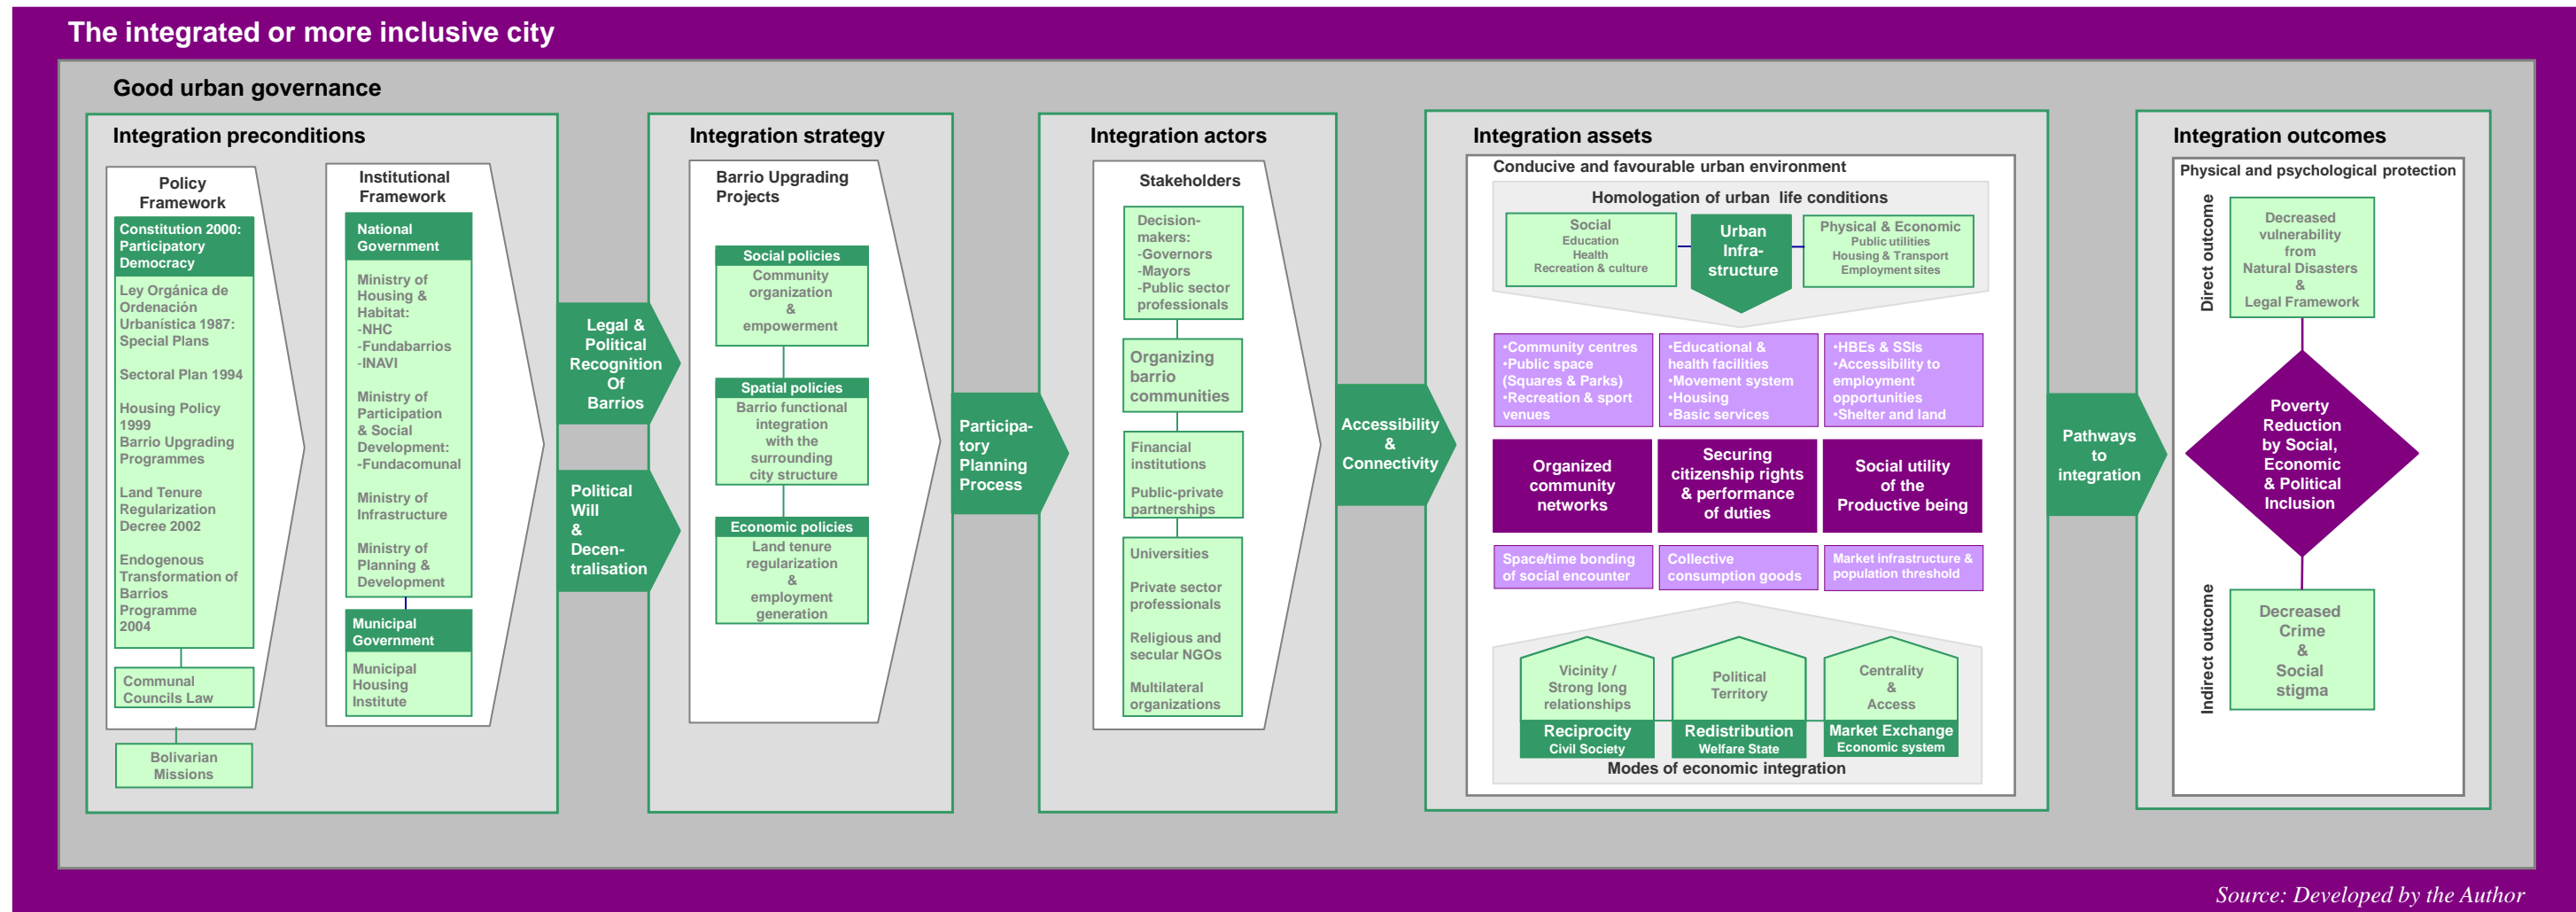 The integrated or more inclusive city
Good urban governance
Integration preconditions
Policy
Framework
Constitution 2000:
Participatory
Democracy
Ley Orgánica de
Ordenación
Urbanística 1987:
Special Plans
Sectoral Plan 1994
Housing Policy
1999
Barrio Upgrading
Programmes
Land Tenure
Regularization
Decree 2002
Endogenous
Transformation of
Barrios
Programme
2004
Communal
Councils Law
Bolivarian
Missions
Institutional
Framework
National
Government
Ministry of
Housing &
Habitat:
-NHC
-Fundabarrios
-INAVI
Ministry of
Participation
& Social
Development:
-Fundacomunal
Ministry of
Infrastructure
Ministry of
Planning &
Development
Municipal
Government
Municipal
Housing
Institute
Legal &
Political
Recognition
Of
Barrios
Political
Will
&
Decen-
tralisation
Integration strategy
Barrio Upgrading
Projects
Social policies
Community
organization
&
empowerment
Spatial policies
Barrio functional
integration
with the
surrounding
city structure
Economic policies
Land tenure
regularization
&
employment
generation
Participa-
tory
Planning
Process
Integration actors
Stakeholders
Decision-
makers:
-Governors
-Mayors
-Public sector
professionals
Organizing
barrio
communities
Financial
institutions
Public-private
partnerships
Universities
Private sector
professionals
Religious and
secular NGOs
Multilateral
organizations
Accessibility
&
Connectivity
Integration assets
Conducive and favourable urban environment
Homologation of urban life conditions
Social
Education
Health
Recreation & culture
Urban
Infra-
structure
Physical & Economic
Public utilities
Housing & Transport
Employment sites
•Community centres
•Public space
(Squares & Parks)
•Recreation & sport
venues
•Educational &
health facilities
•Movement system
•Housing
•Basic services
•HBEs & SSIs
•Accessibility to
employment
opportunities
•Shelter and land
Organized
community
networks
Securing
citizenship rights
& performance
of duties
Social utility
of the
Productive being
Space/time bonding
of social encounter
Collective
consumption goods
Market infrastructure &
population threshold
Vicinity /
Strong long
relationships
Reciprocity
Civil Society
Political
Territory
Redistribution
Welfare State
Centrality
&
Access
Market Exchange
Economic system
Modes of economic integration
Pathways
to
integration
Integration outcomes
Physical and psychological protection
Direct outcome
Decreased
vulnerability
from
Natural Disasters
&
Legal Framework
Poverty
Reduction
by Social,
Economic
& Political
Inclusion
Indirect outcome
Decreased
Crime
&
Social
stigma
Source: Developed by the Author